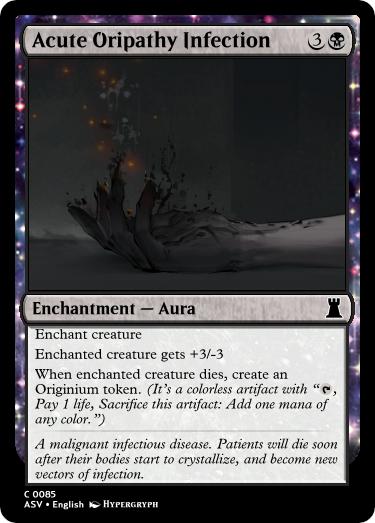 Acute Oripathy Infection 3
Enchantment — Aura
Enchant creature
Enchanted creature gets +3/-3
When enchanted creature dies, create an
Originium token. (It's a colorless artifact with “, 
Pay 1 life, Sacrifice this artifact: Add one mana of
any color.”)
A malignant infectious disease. Patients will die soon
after their bodies start to crystallize, and become new
vectors of infection.
C 0085
ASV • English HYPERGRYPH